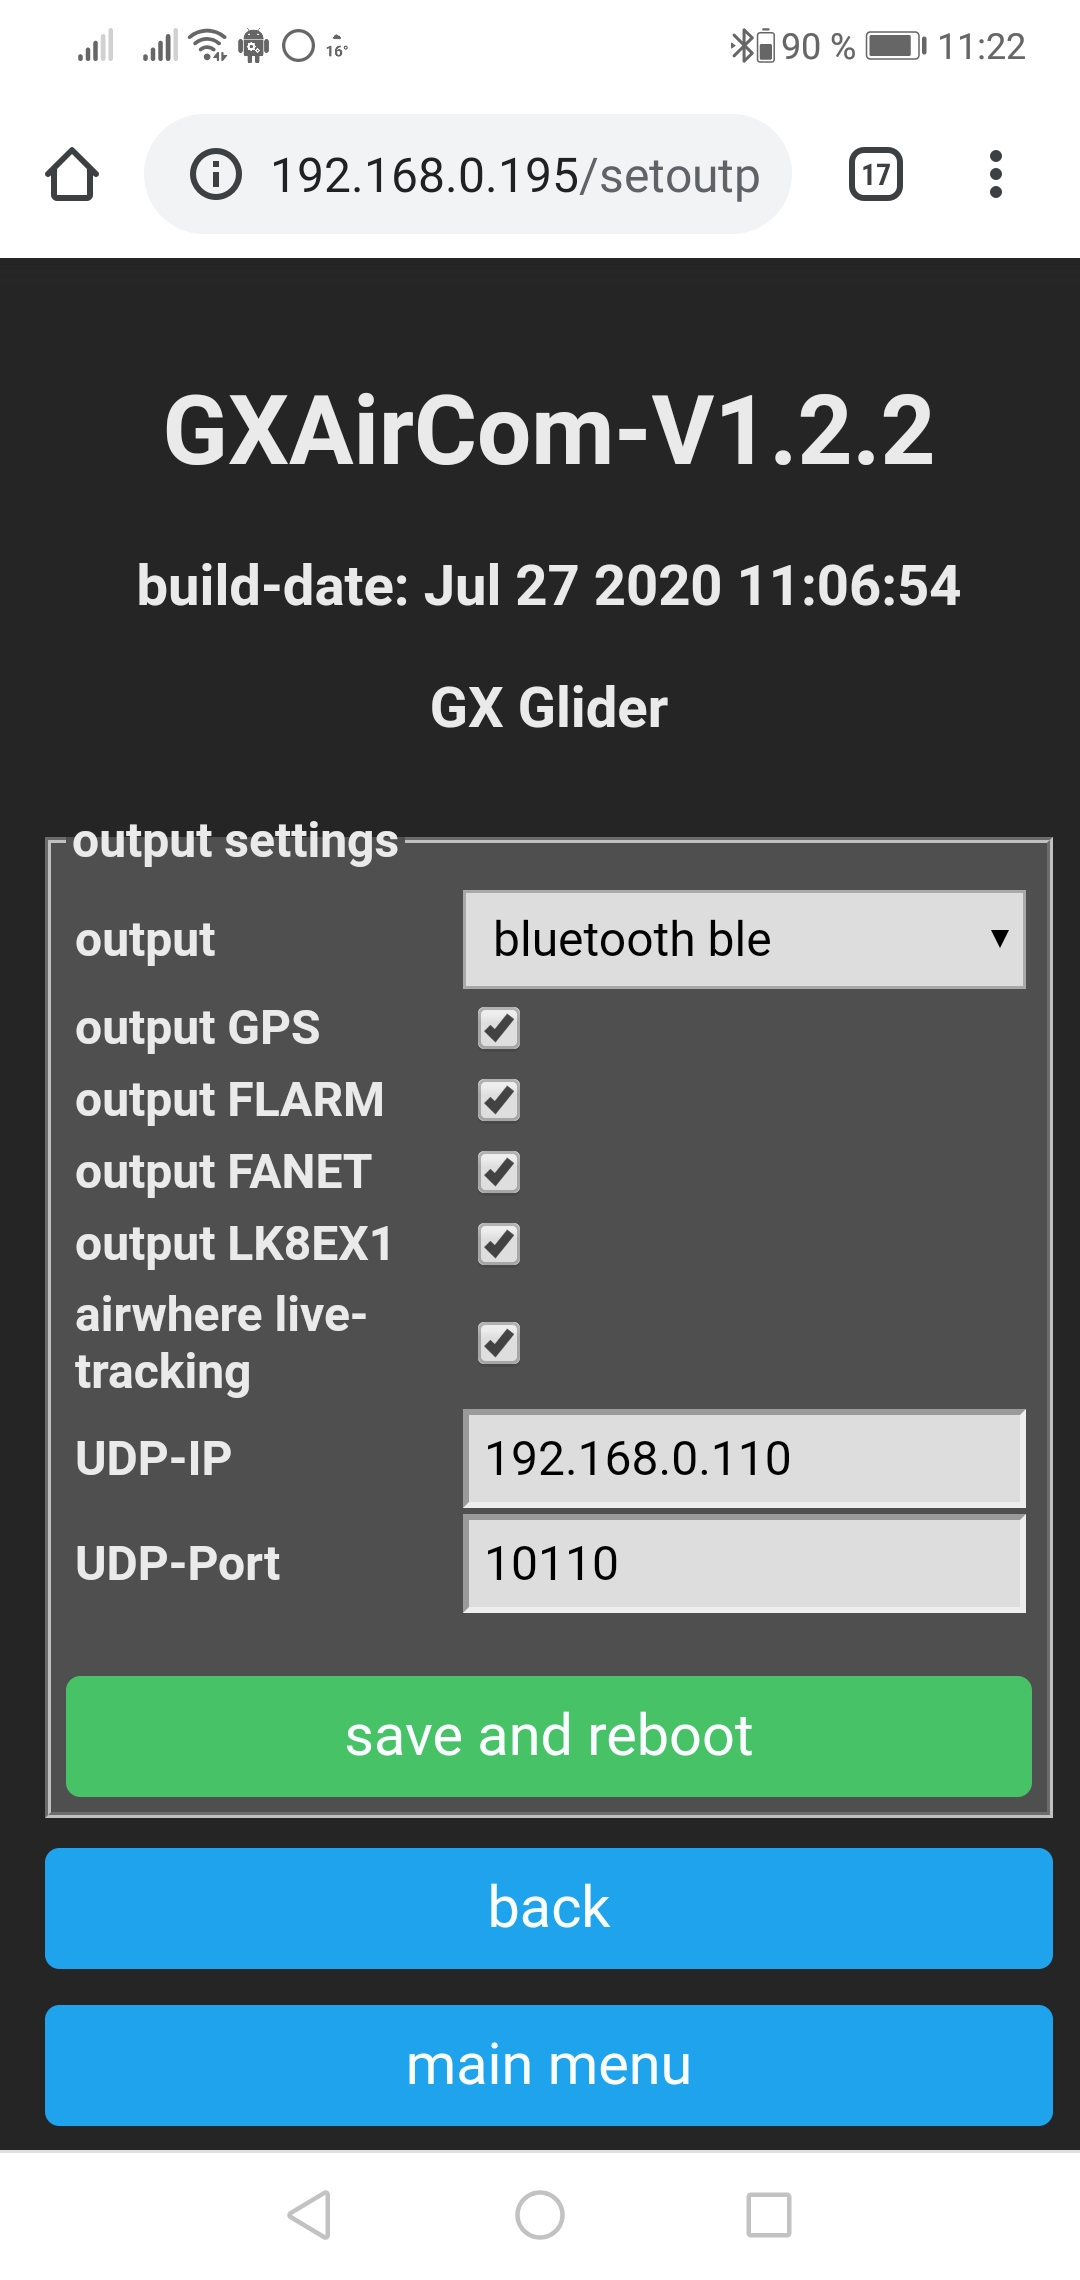 16°
90 %
11:22
192.168.0.195/setoutp
17
GXAirCom-V1.2.2
build-date: Jul 27 2020 11:06:54
GX Glider
output settings
output
bluetooth ble
output GPS
output FLARM
output FANET
output LK8EX1
airwhere live-
tracking
UDP-IP
192.168.0.110
UDP-Port
10110
save and reboot
back
main menu